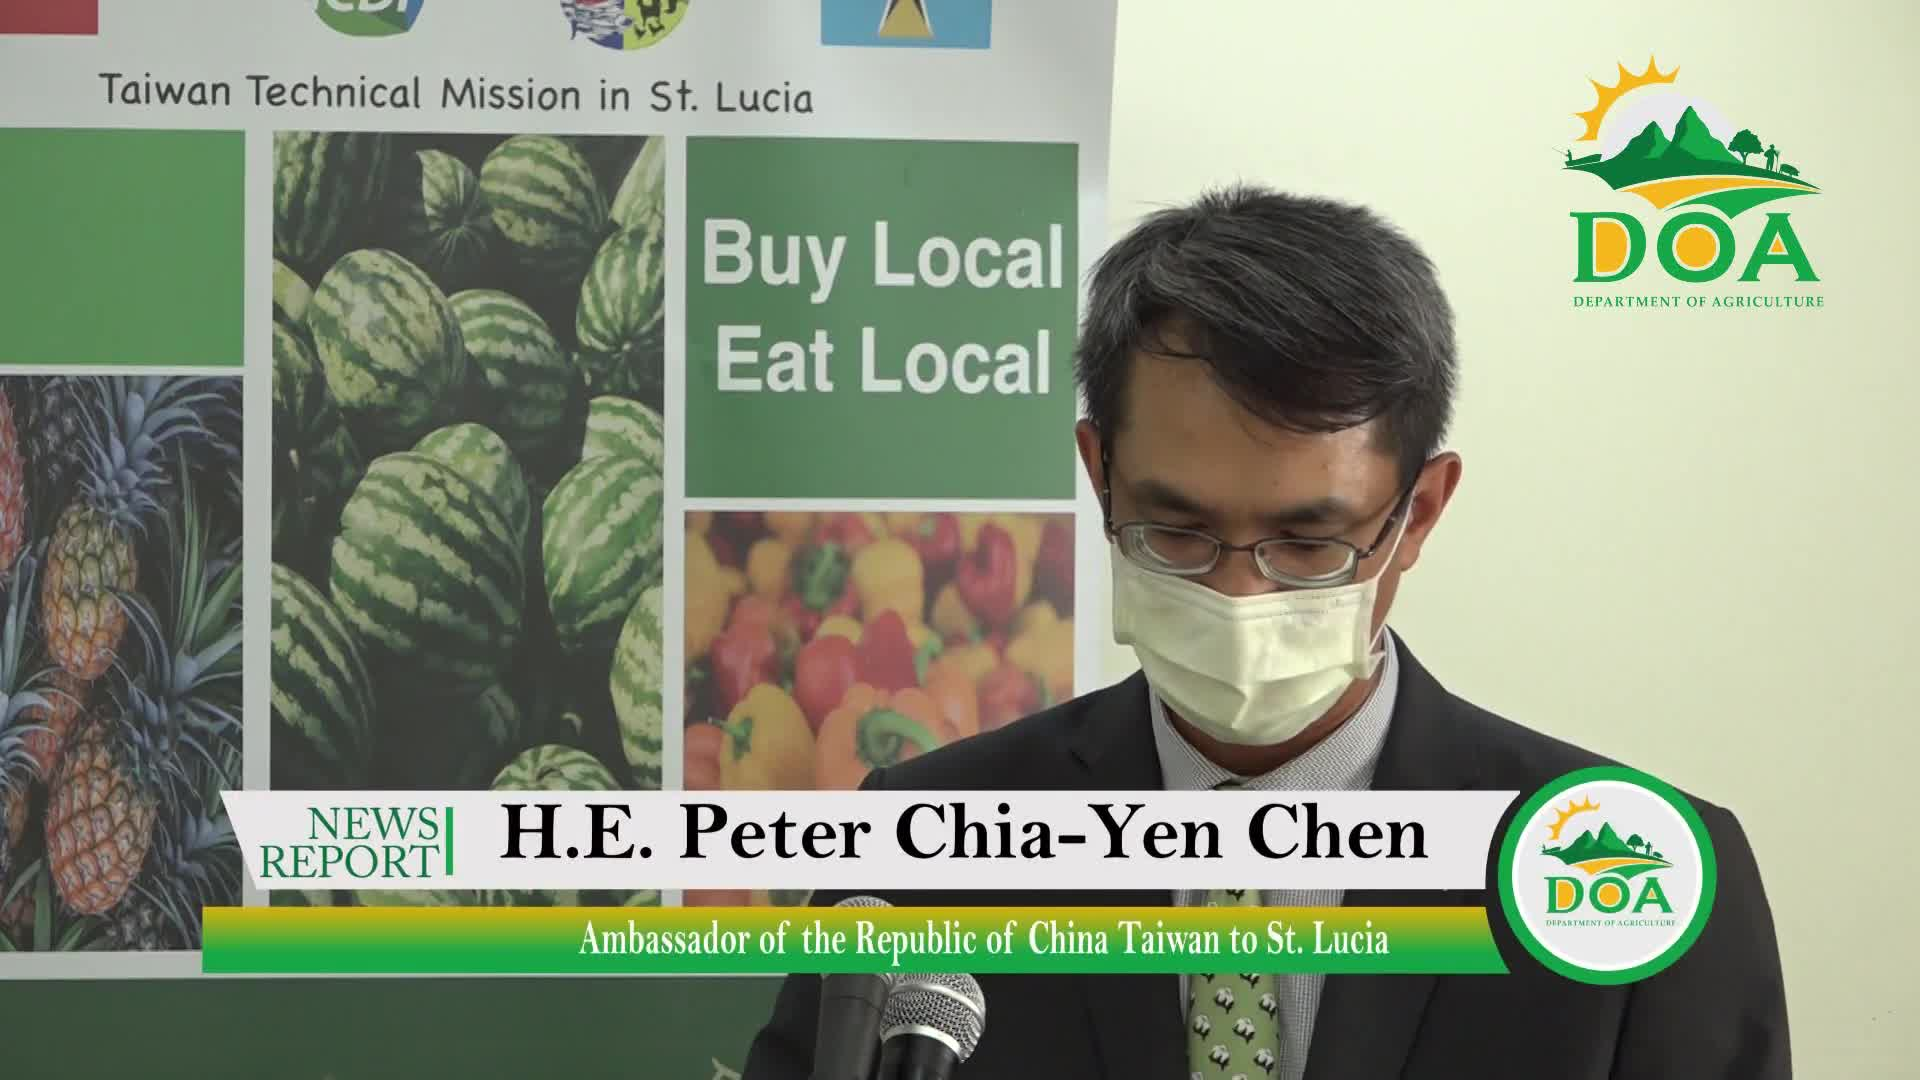 CDF
Taiwan Technical Mission in St. Lucia
Buy Local
Eat Local
DOA
DEPARTMENT OF AGRICULTURE
NEWS
REPORT
H.E. Peter Chia-Yen Chen
Ambassador of the Republic of China Taiwan to St. Lucia
DOA
DEPARTMENT OF AGRICULTURE